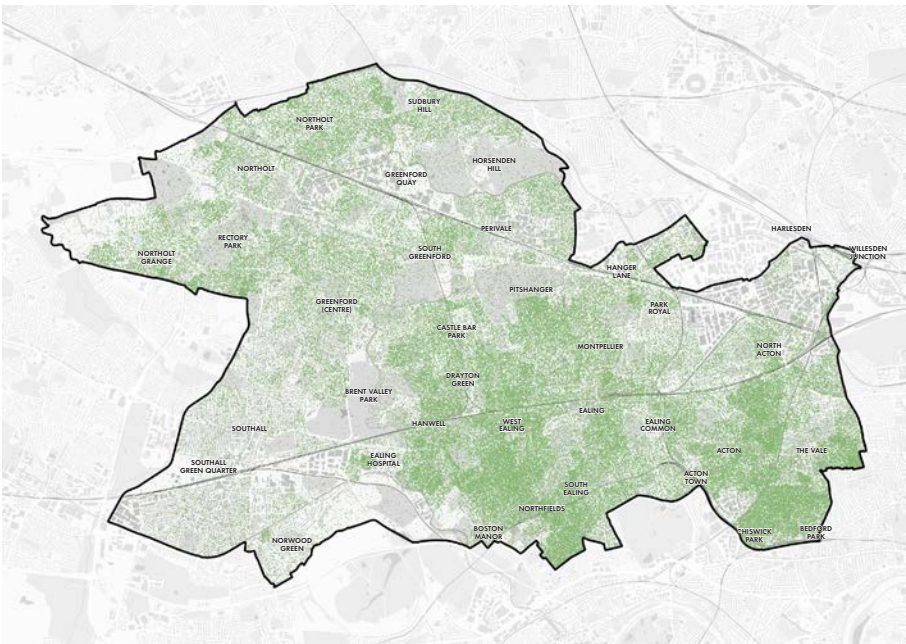 SUDBURY
HILL
NORTHOLT
PARK
HORSENDEN
HILL
NORTHOLT
GREENFORD
QUAY
PERIVALE
HARLESDEN
RECTORY
PARK
SOUTH
GREENFORD
WILLESDEN
JUNCTION
NORTHOLT
GRANGE
HANGER
LANE
PITSHANGER
GREENFORD
(CENTRE)
PARK
ROYAL
CASTLE BAR
PARK
MONTPELLIER
NORTH
ACTON
DRAYTON
GREEN
BRENT VALLEY
PARK
EALING
HANWELL
WEST
EALING
EALING
COMMON
SOUTHALL
ACTON
THE VALE
EALING
HOSPITAL
SOUTHALL
GREEN QUARTER
ACTON
TOWN
SOUTH
EALING
NORTHFIELDS
BOSTON
MANOR
CHISWICK
PARK
BEDFORD
PARK
NORWOOD
GREEN